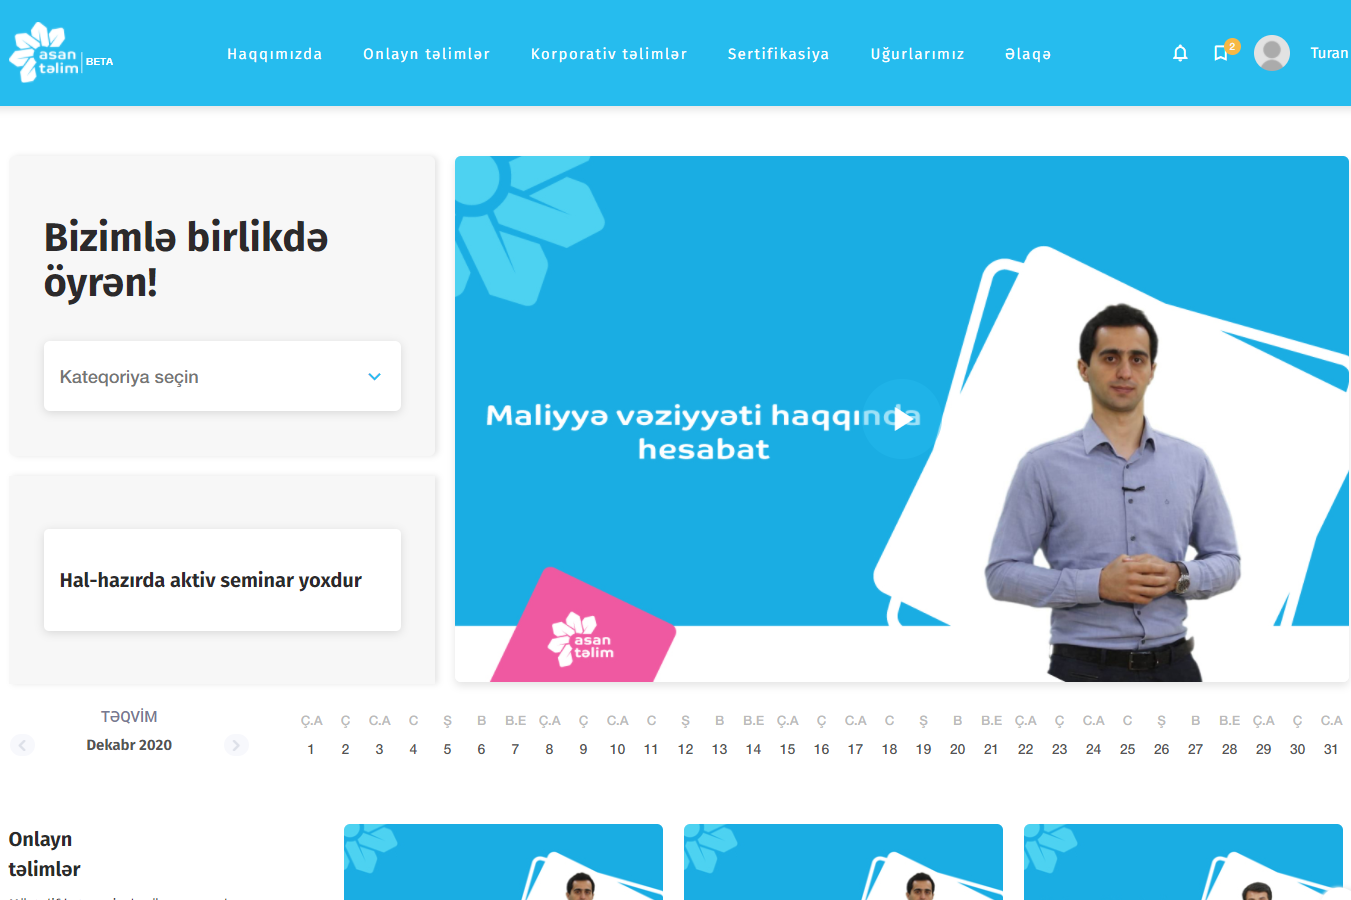 asan
təlim
BETA
Haqqımızda
Onlayn təlimlər
Korporativ təlimlər
Sertifikasiya
Uğurlarımız
Əlaqə
2
Turan
Bizimlə birlikdə
öyrən!
Kateqoriya seçin
Maliyyə vəziyyəti haqqında
hesabat
Hal-hazırda aktiv seminar yoxdur
asan
təlim
TƏQVİM
Dekabr 2020
Ç.A Ç C.A C Ş B B.E Ç.A Ç C.A C Ş B B.E Ç.A Ç C.A C Ş B B.E Ç.A Ç C.A C Ş B B.E Ç.A Ç C.A
1 2 3 4 5 6 7 8 9 10 11 12 13 14 15 16 17 18 19 20 21 22 23 24 25 26 27 28 29 30 31
Onlayn
təlimlər